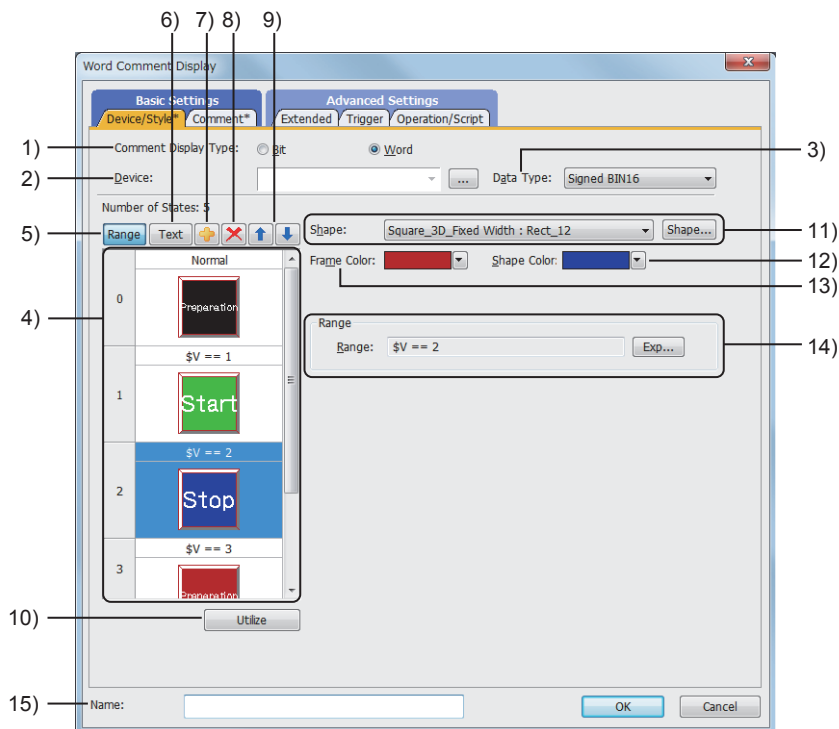 6) 7) 8) 9)
Word Comment Display
Basic Settings Advanced Settings
Device/Style* Comment* Extended Trigger Operation/Script
1) Comment Display Type: Bit Word 3)
2) Device: ... Data Type: Signed BIN16
Number of States: 5
5) Range Text Shape: Square_3D_Fixed Width : Rect_12 Shape... 11)
Normal Frame Color: Shape Color: 12)
13)
0 Preparation
4) Range
$V == 1 Range: $V == 2 Exp... 14)
1 Start
$V == 2
2 Stop
$V == 3
3 Preparation
10) Utilize
15) Name: OK Cancel